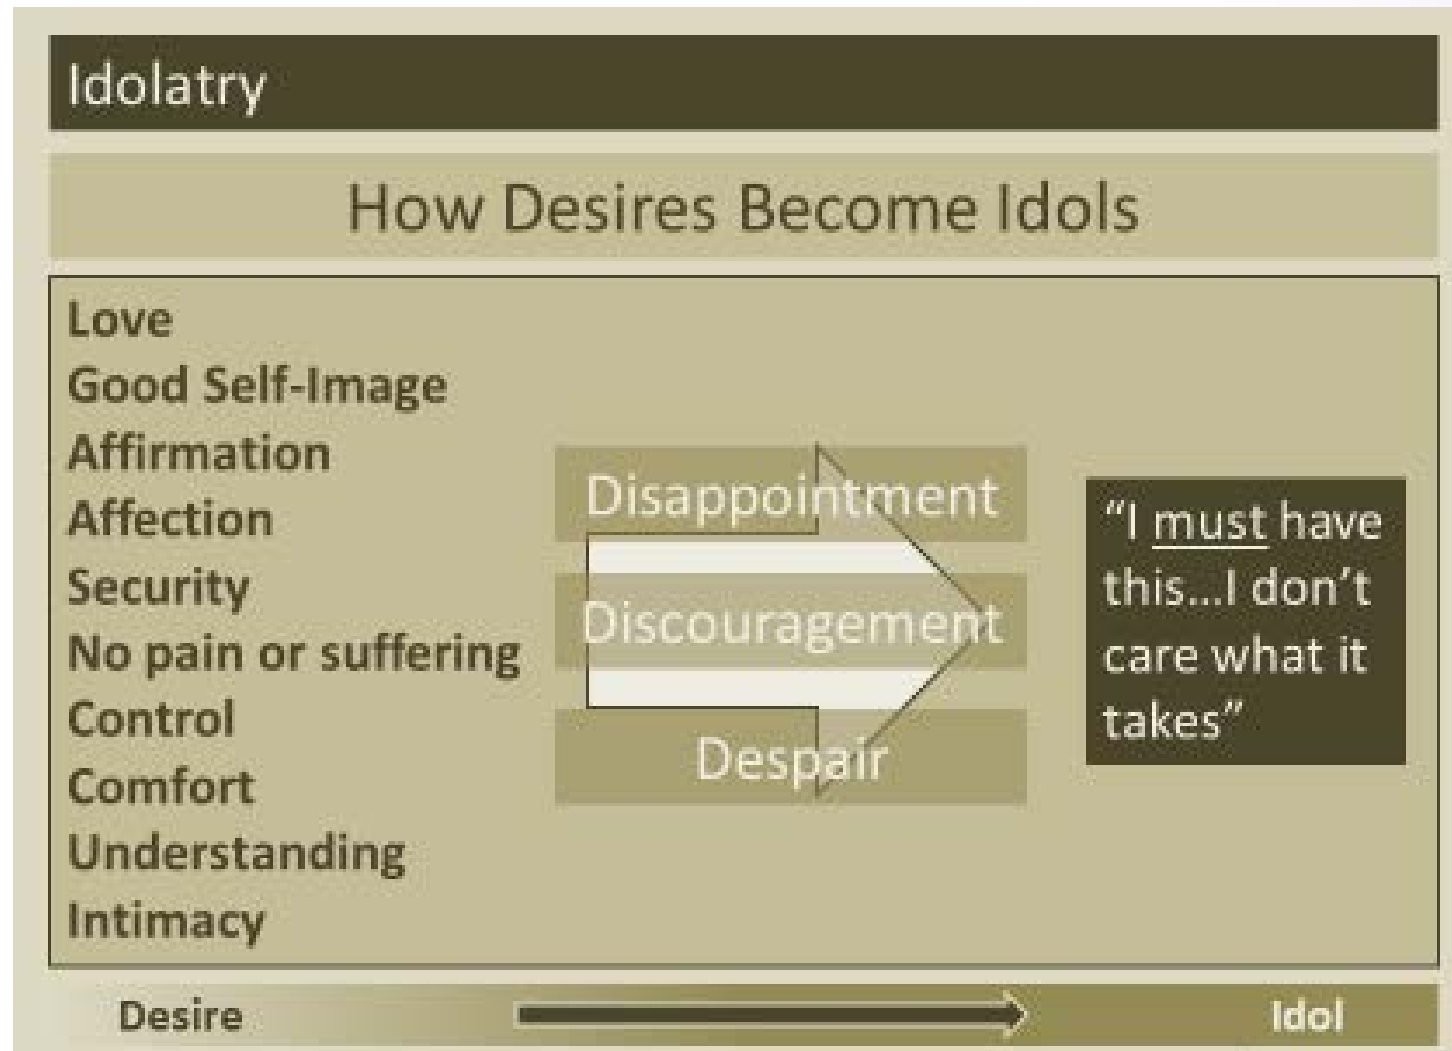 Idolatry
How Desires Become Idols
Love
Good Self-Image
Affirmation
Affection
Security
No pain or suffering
Control
Comfort
Understanding
Intimacy
Disappointment
Discouragement
Despair
“I must have
this...I don’t
care what it
takes”
Desire
Idol